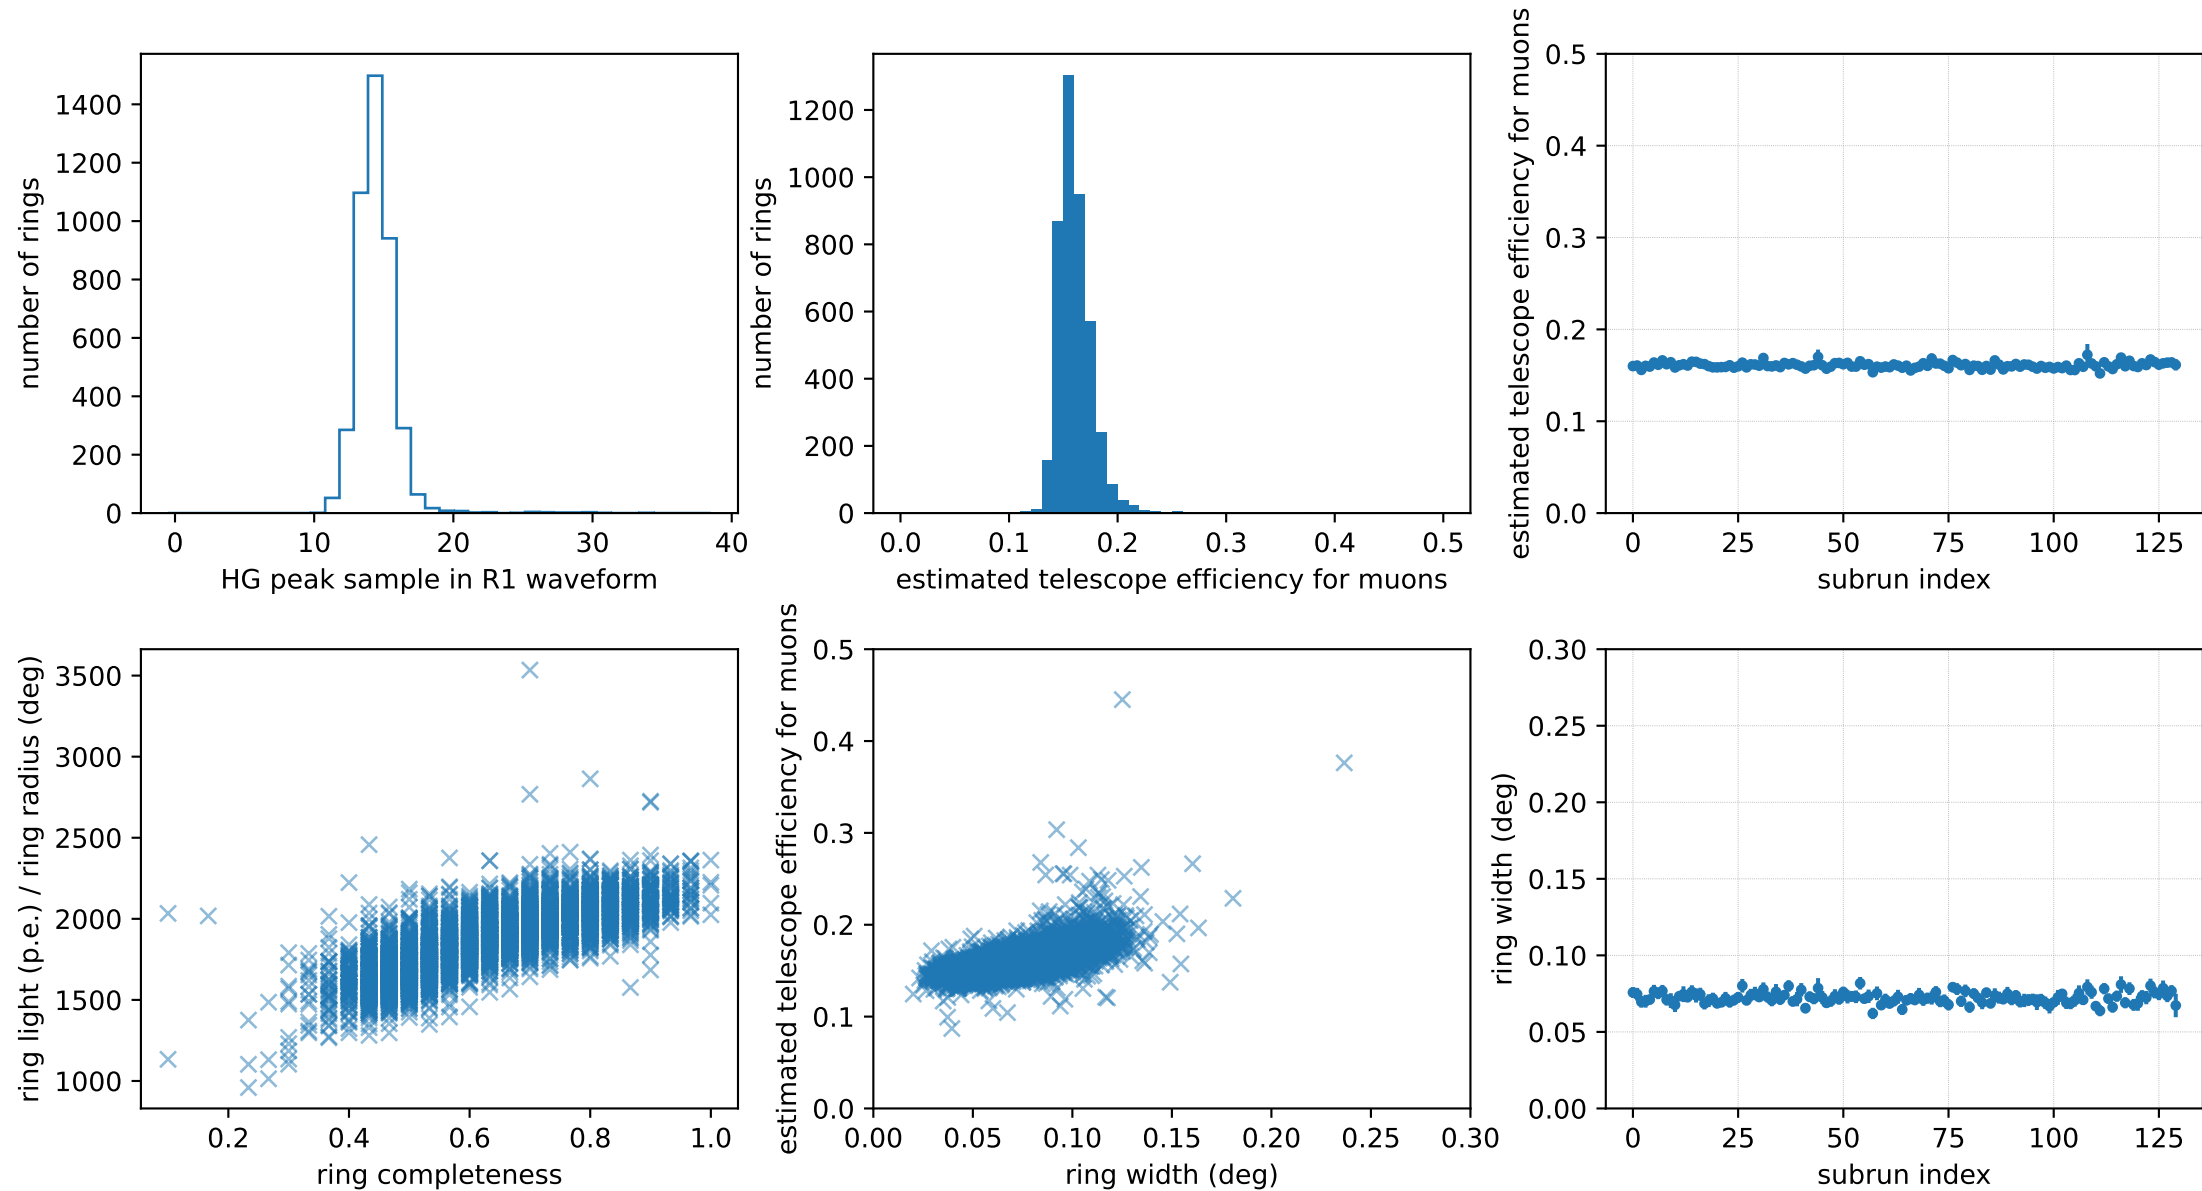 number of rings
1400
1200
1000
800
600
400
200
0
0 10 20 30 40
HG peak sample in R1 waveform
number of rings
1200
1000
800
600
400
200
0
0.0 0.1 0.2 0.3 0.4 0.5
estimated telescope efficiency for muons
estimated telescope efficiency for muons
0.5
0.4
0.3
0.2
0.1
0.0
0 25 50 75 100 125
subrun index
ring light (p.e.) / ring radius (deg)
3500
3000
2500
2000
1500
1000
0.2 0.4 0.6 0.8 1.0
ring completeness
estimated telescope efficiency for muons
0.5
0.4
0.3
0.2
0.1
0.0
0.00 0.05 0.10 0.15 0.20 0.25 0.30
ring width (deg)
ring width (deg)
0.30
0.25
0.20
0.15
0.10
0.05
0.00
0 25 50 75 100 125
subrun index